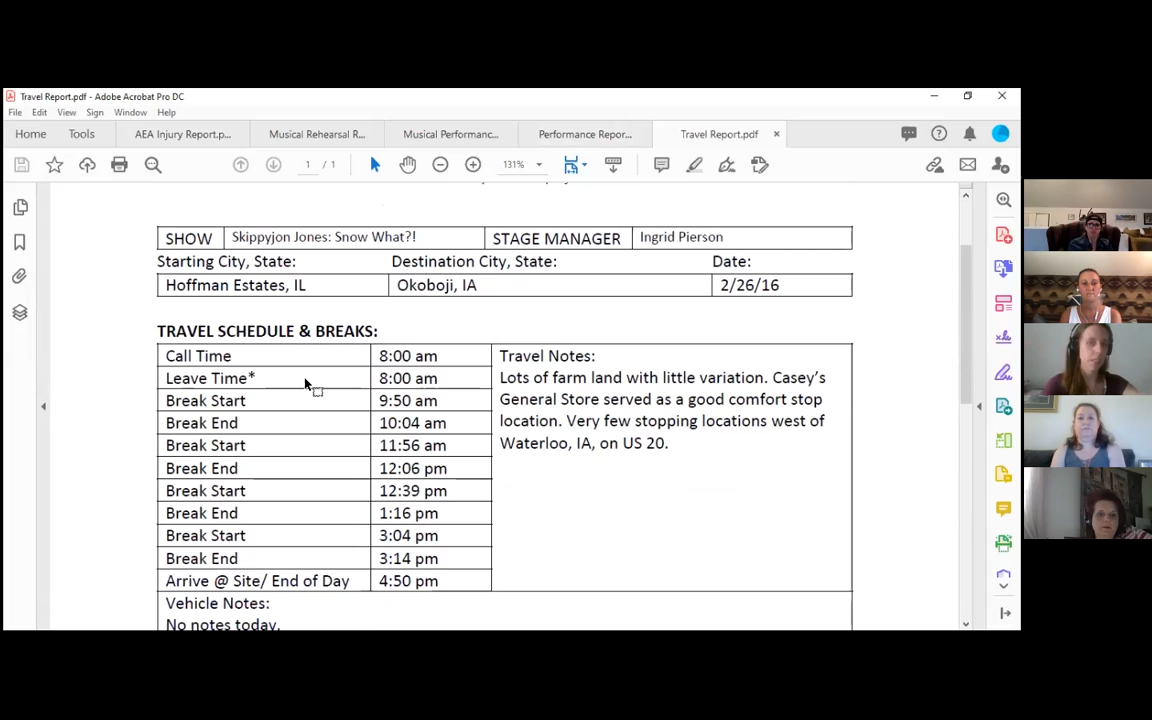 Travel Report.pdf - Adobe Acrobat Pro DC
File Edit View Sign Window Help
Home Tools AEA Injury Report.p... Musical Rehearsal R... Musical Performanc... Performance Repor... Travel Report.pdf ×
1 / 1 131%
SHOW Skippyjon Jones: Snow What?! STAGE MANAGER Ingrid Pierson
Starting City, State: Destination City, State: Date:
Hoffman Estates, IL Okoboji, IA 2/26/16
TRAVEL SCHEDULE & BREAKS:
Call Time 8:00 am Travel Notes:
Leave Time* 8:00 am Lots of farm land with little variation. Casey's
Break Start 9:50 am General Store served as a good comfort stop
Break End 10:04 am location. Very few stopping locations west of
Break Start 11:56 am Waterloo, IA, on US 20.
Break End 12:06 pm
Break Start 12:39 pm
Break End 1:16 pm
Break Start 3:04 pm
Break End 3:14 pm
Arrive @ Site/ End of Day 4:50 pm
Vehicle Notes:
No notes today.